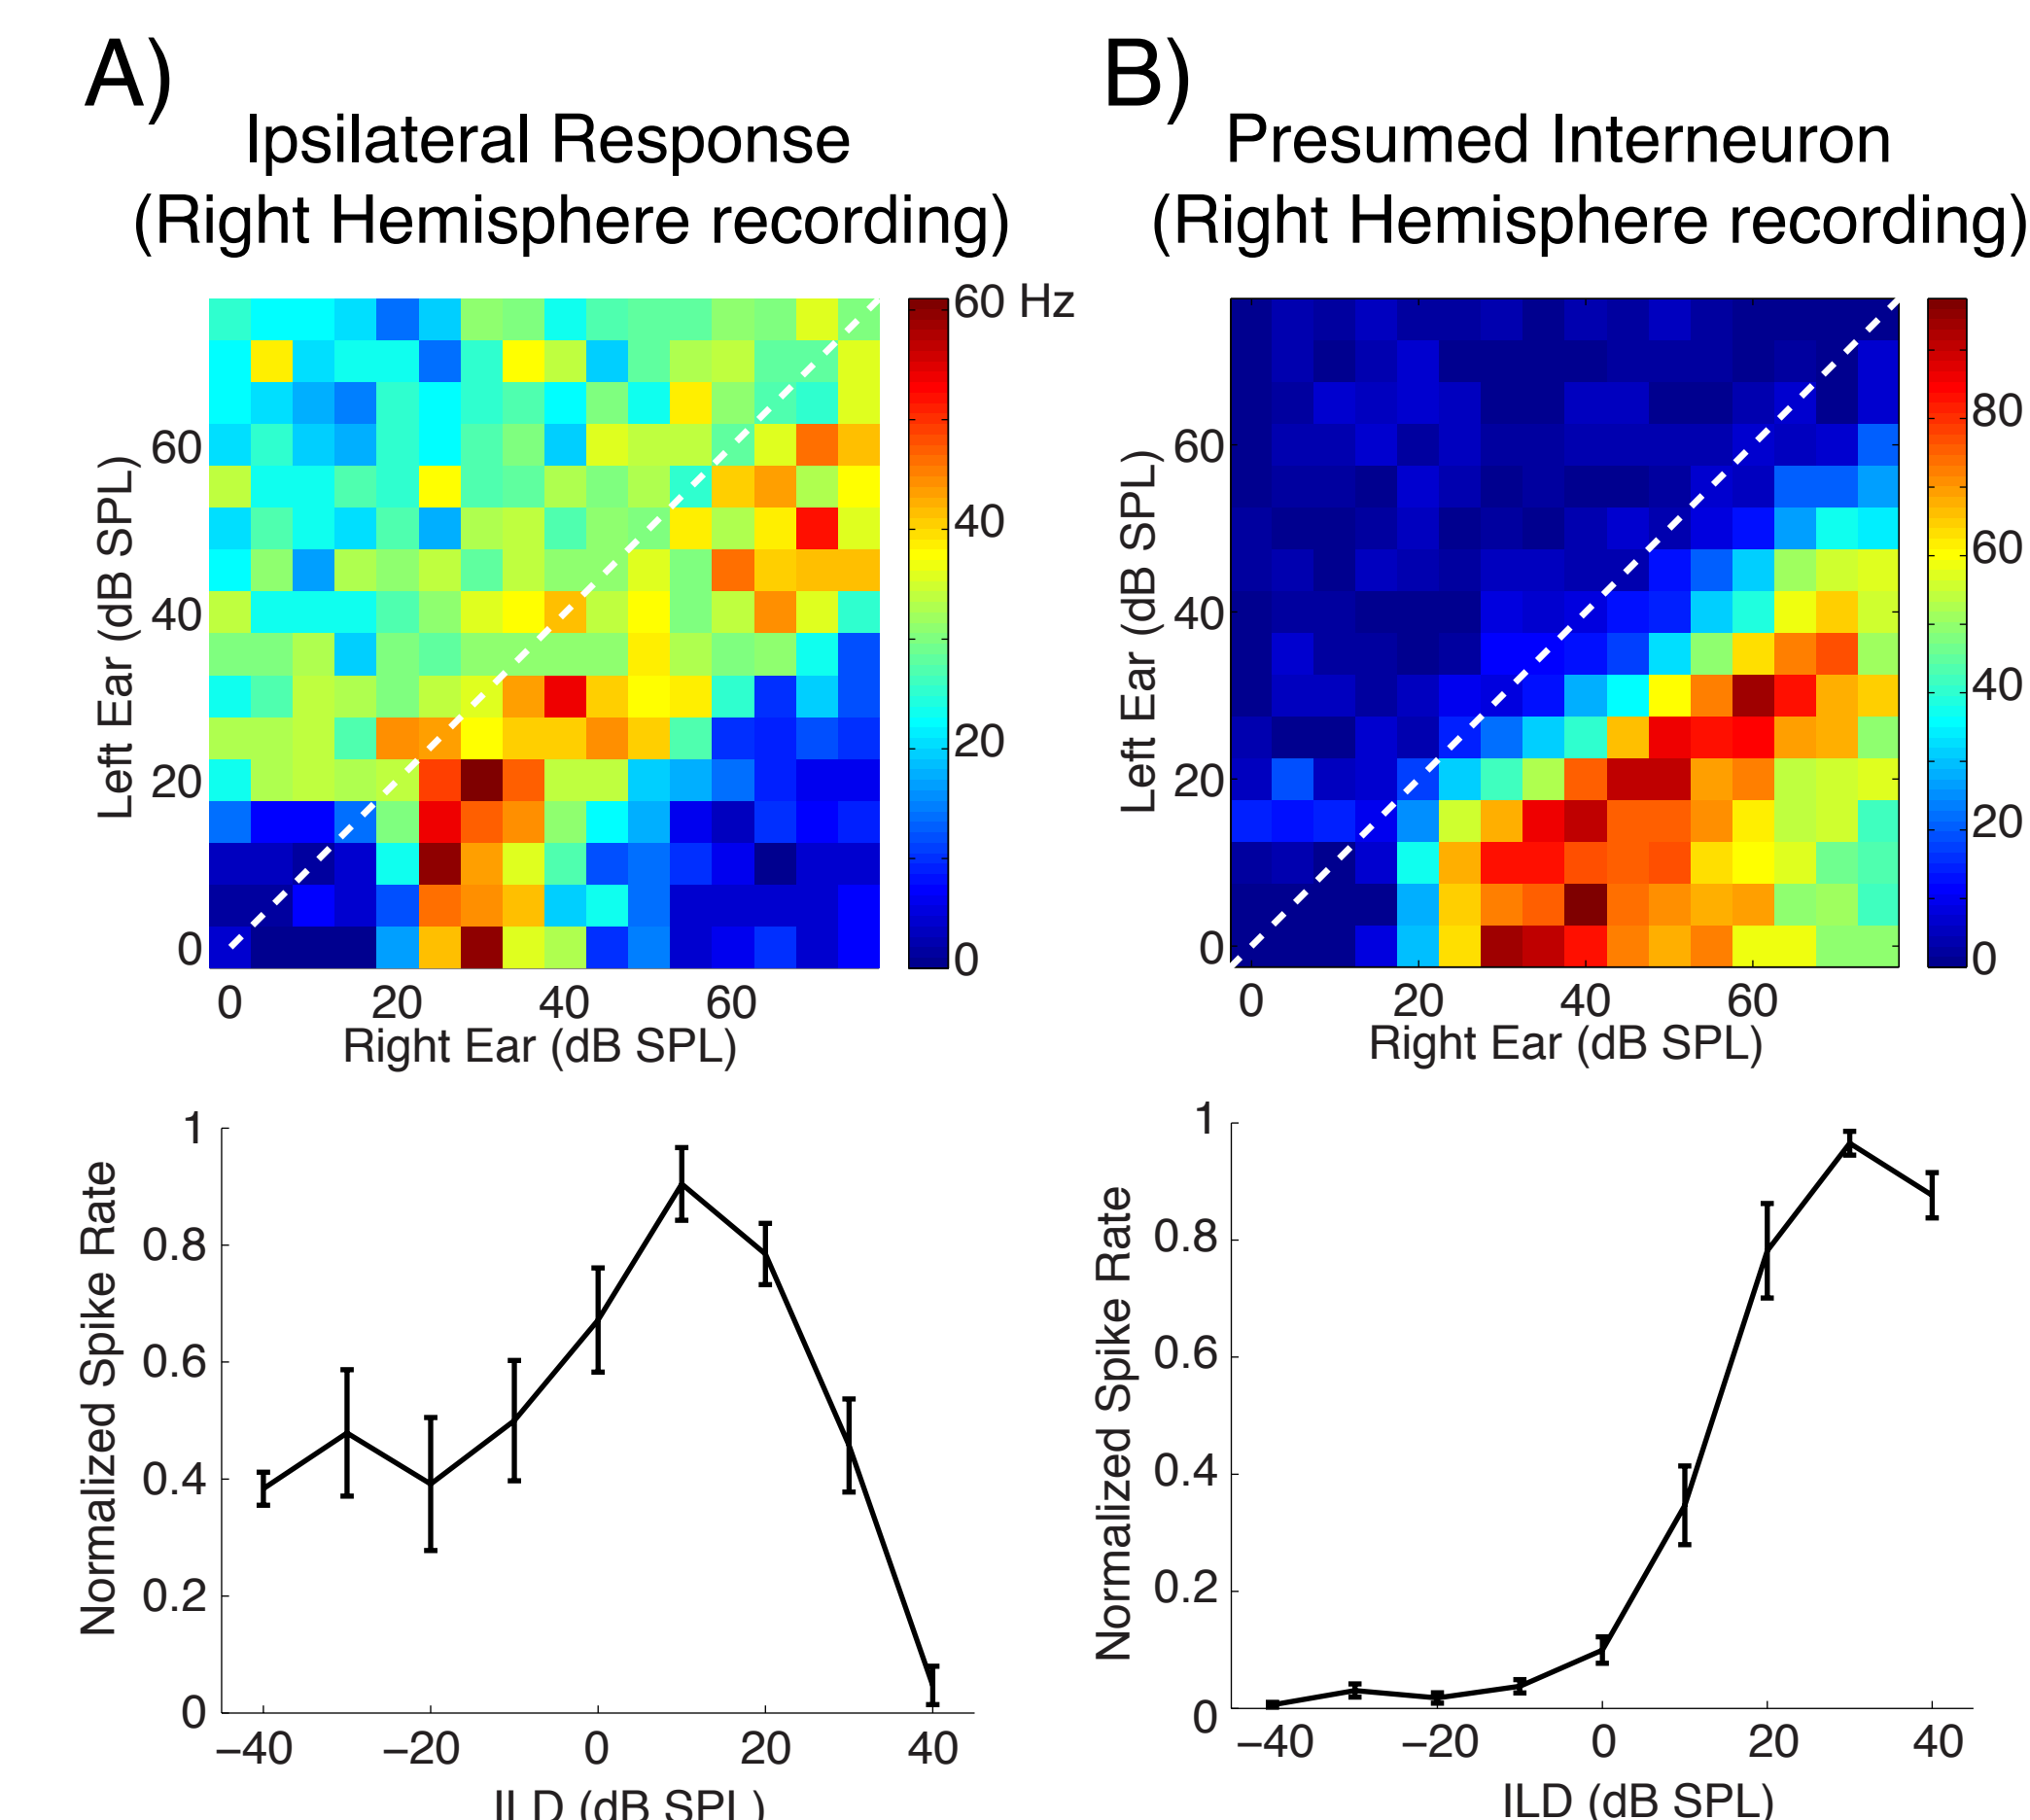 A)
Ipsilateral Response
(Right Hemisphere recording)
60 Hz
40
20
0
Left Ear (dB SPL)
60
40
20
0
0 20 40 60
Right Ear (dB SPL)
Normalized Spike Rate
1
0.8
0.6
0.4
0.2
0
−40 −20 0 20 40
ILD (dB SPL)
B)
Presumed Interneuron
(Right Hemisphere recording)
80
60
40
20
0
Left Ear (dB SPL)
60
40
20
0
0 20 40 60
Right Ear (dB SPL)
Normalized Spike Rate
1
0.8
0.6
0.4
0.2
0
−40 −20 0 20 40
ILD (dB SPL)